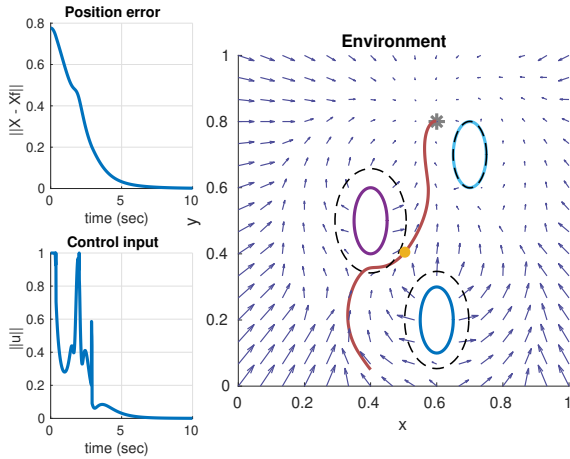 Position error
0.8
0.6
0.4
0.2
0
0 5 10
||X - Xf||
time (sec)
Control input
1
0.8
0.6
0.4
0.2
0
0 5 10
||u||
time (sec)
Environment
1
0.8
0.6
0.4
0.2
0
0 0.2 0.4 0.6 0.8 1
y
x